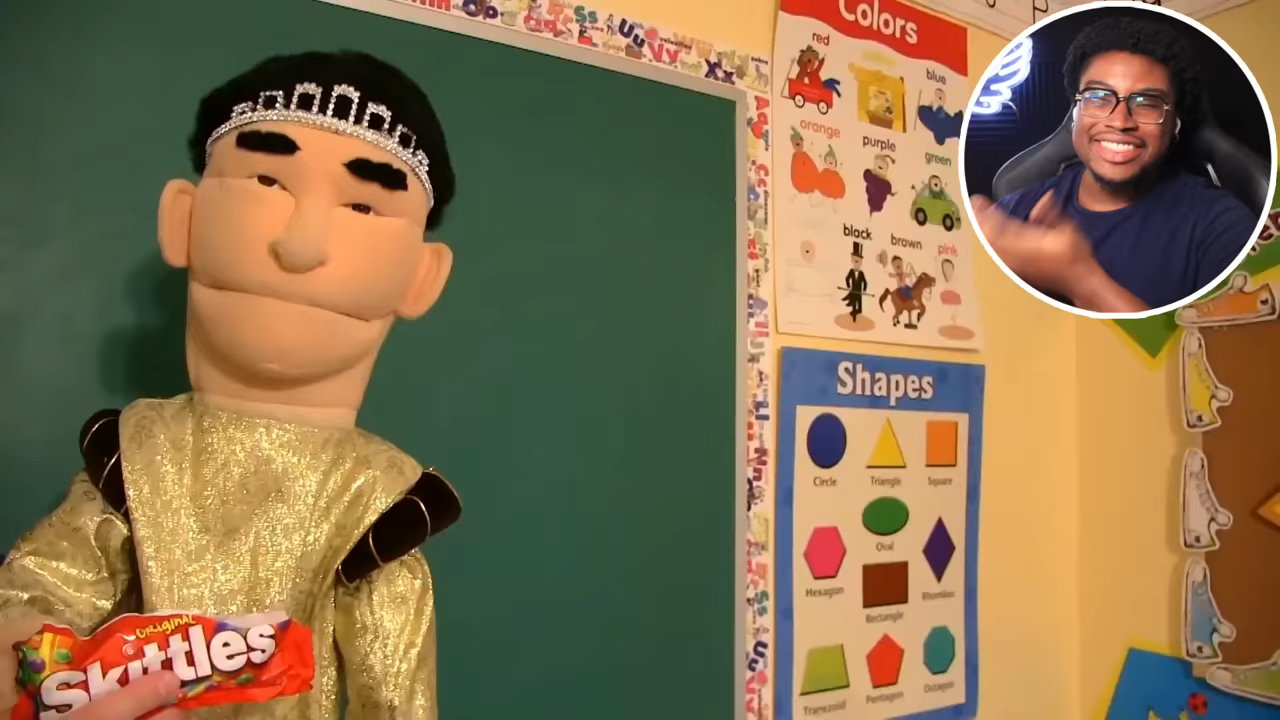 Colors
red
blue
orange
purple
green
black
brown
pink
Shapes
Circle
Triangle
Square
Oval
Hexagon
Rhombus
Rectangle
Trapezoid
Pentagon
Octagon
ORIGINAL
Skittles